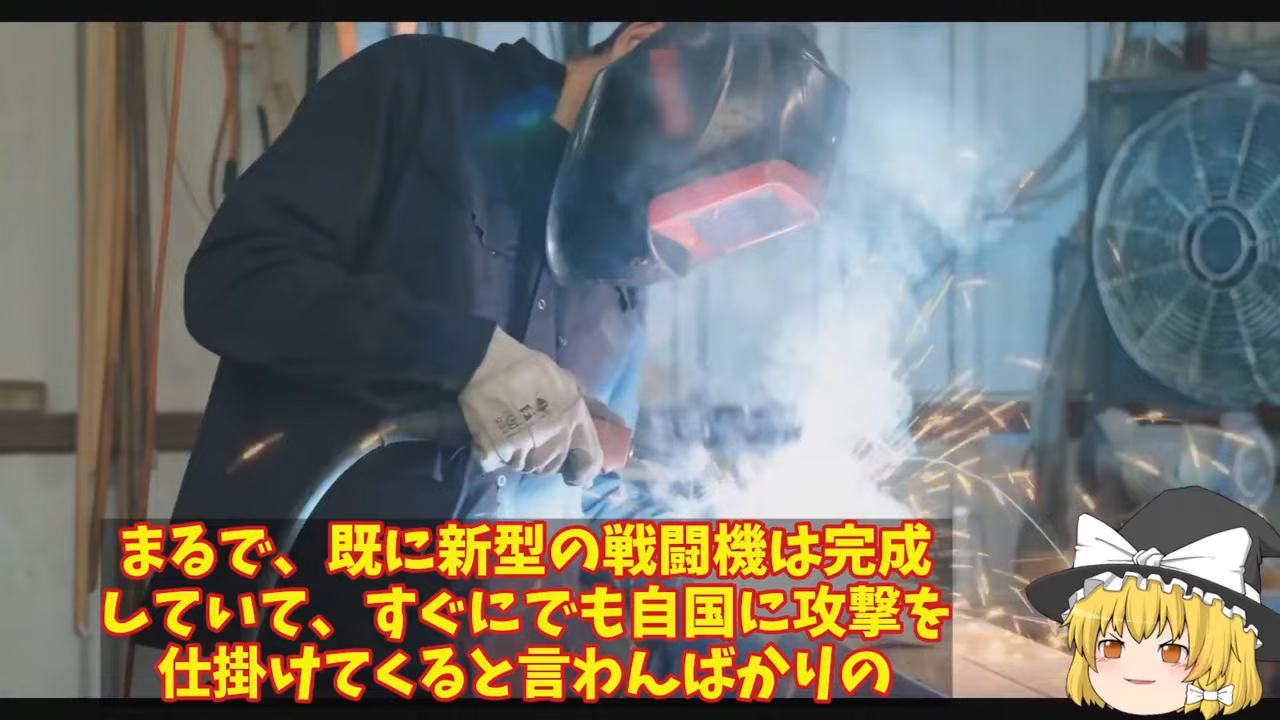 まるで、既に新型の戦闘機は完成
していて、すぐにでも自国に攻撃を
仕掛けてくると言わんばかりの